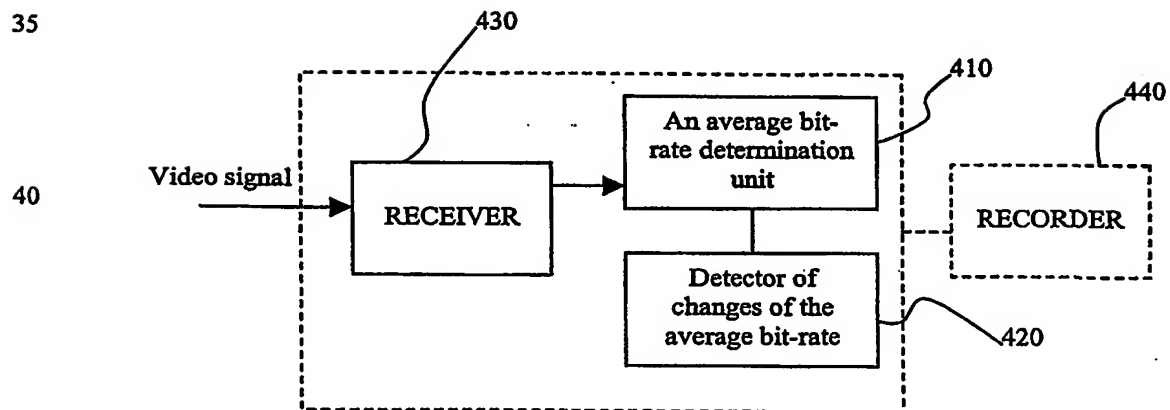 35
430
410
440
An average bit-
rate determination
unit
Video signal
40
RECEIVER
RECORDER
Detector of
changes of the
average bit-rate
420